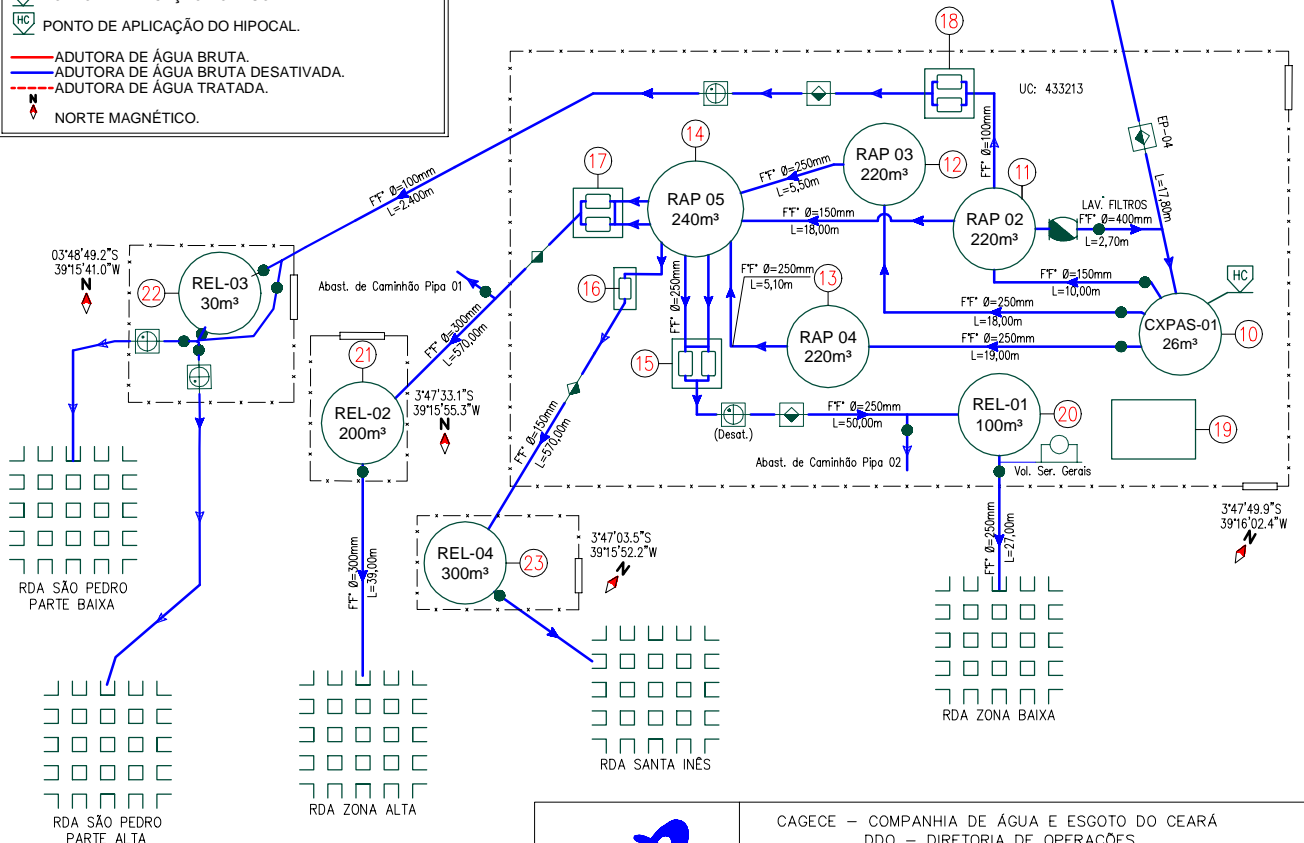 HC
PONTO DE APLICAÇÃO DO HIPOCAL.
ADUTORA DE ÁGUA BRUTA.
ADUTORA DE ÁGUA BRUTA DESATIVADA.
ADUTORA DE ÁGUA TRATADA.
N
NORTE MAGNÉTICO.
18
UC: 433213
EP-04
L=17,80m
F°F° Ø=100mm
14
RAP 03
220m³
12
F°F° Ø=250mm
L=5,50m
11
17
RAP 05
240m³
RAP 02
220m³
F°F° Ø=150mm
L=18,00m
LAV. FILTROS
F°F° Ø=400mm
L=2,70m
F°F° Ø=100mm
L=2.400m
03°48'49.2"S
39°15'41.0"W
N
22
REL-03
30m³
Abast. de Caminhão Pipa 01
16
F°F° Ø=250mm
F°F° Ø=250mm
L=5,10m
13
F°F° Ø=150mm
L=10,00m
HC
F°F° Ø=250mm
L=18,00m
CXPAS-01
26m³
10
RAP 04
220m³
F°F° Ø=250mm
L=19,00m
F°F° Ø=300mm
L=570,00m
21
15
REL-02
200m³
3°47'33.1"S
39°15'55.3"W
N
(Desat.)
F°F° Ø=250mm
L=50,00m
REL-01
100m³
20
19
Abast. de Caminhão Pipa 02
Vol. Ser. Gerais
F°F° Ø=150mm
L=570,00m
3°47'49.9"S
39°16'02.4"W
N
F°F° Ø=250mm
L=27,00m
REL-04
300m³
23
3°47'03.5"S
39°15'52.2"W
N
F°F° Ø=300mm
L=39,00m
RDA SÃO PEDRO
PARTE BAIXA
RDA ZONA BAIXA
RDA SANTA INÊS
RDA ZONA ALTA
RDA SÃO PEDRO
PARTE ALTA
CAGECE – COMPANHIA DE ÁGUA E ESGOTO DO CEARÁ
DDO – DIRETORIA DE OPERAÇÕES